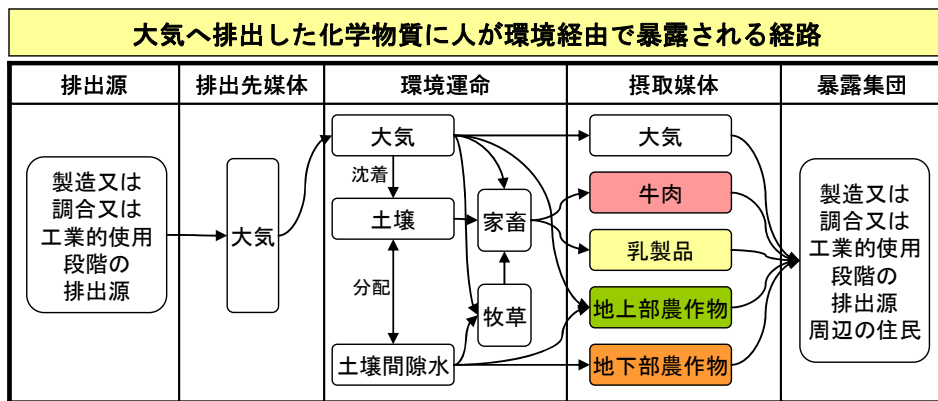 大気へ排出した化学物質に人が環境経由で暴露される経路
排出源
排出先媒体
環境運命
摂取媒体
暴露集団
製造又は
調合又は
工業的使用
段階の
排出源
大気
大気
沈着
土壌
分配
土壌間隙水
家畜
牧草
大気
牛肉
乳製品
地上部農作物
地下部農作物
製造又は
調合又は
工業的使用
段階の
排出源
周辺の住民